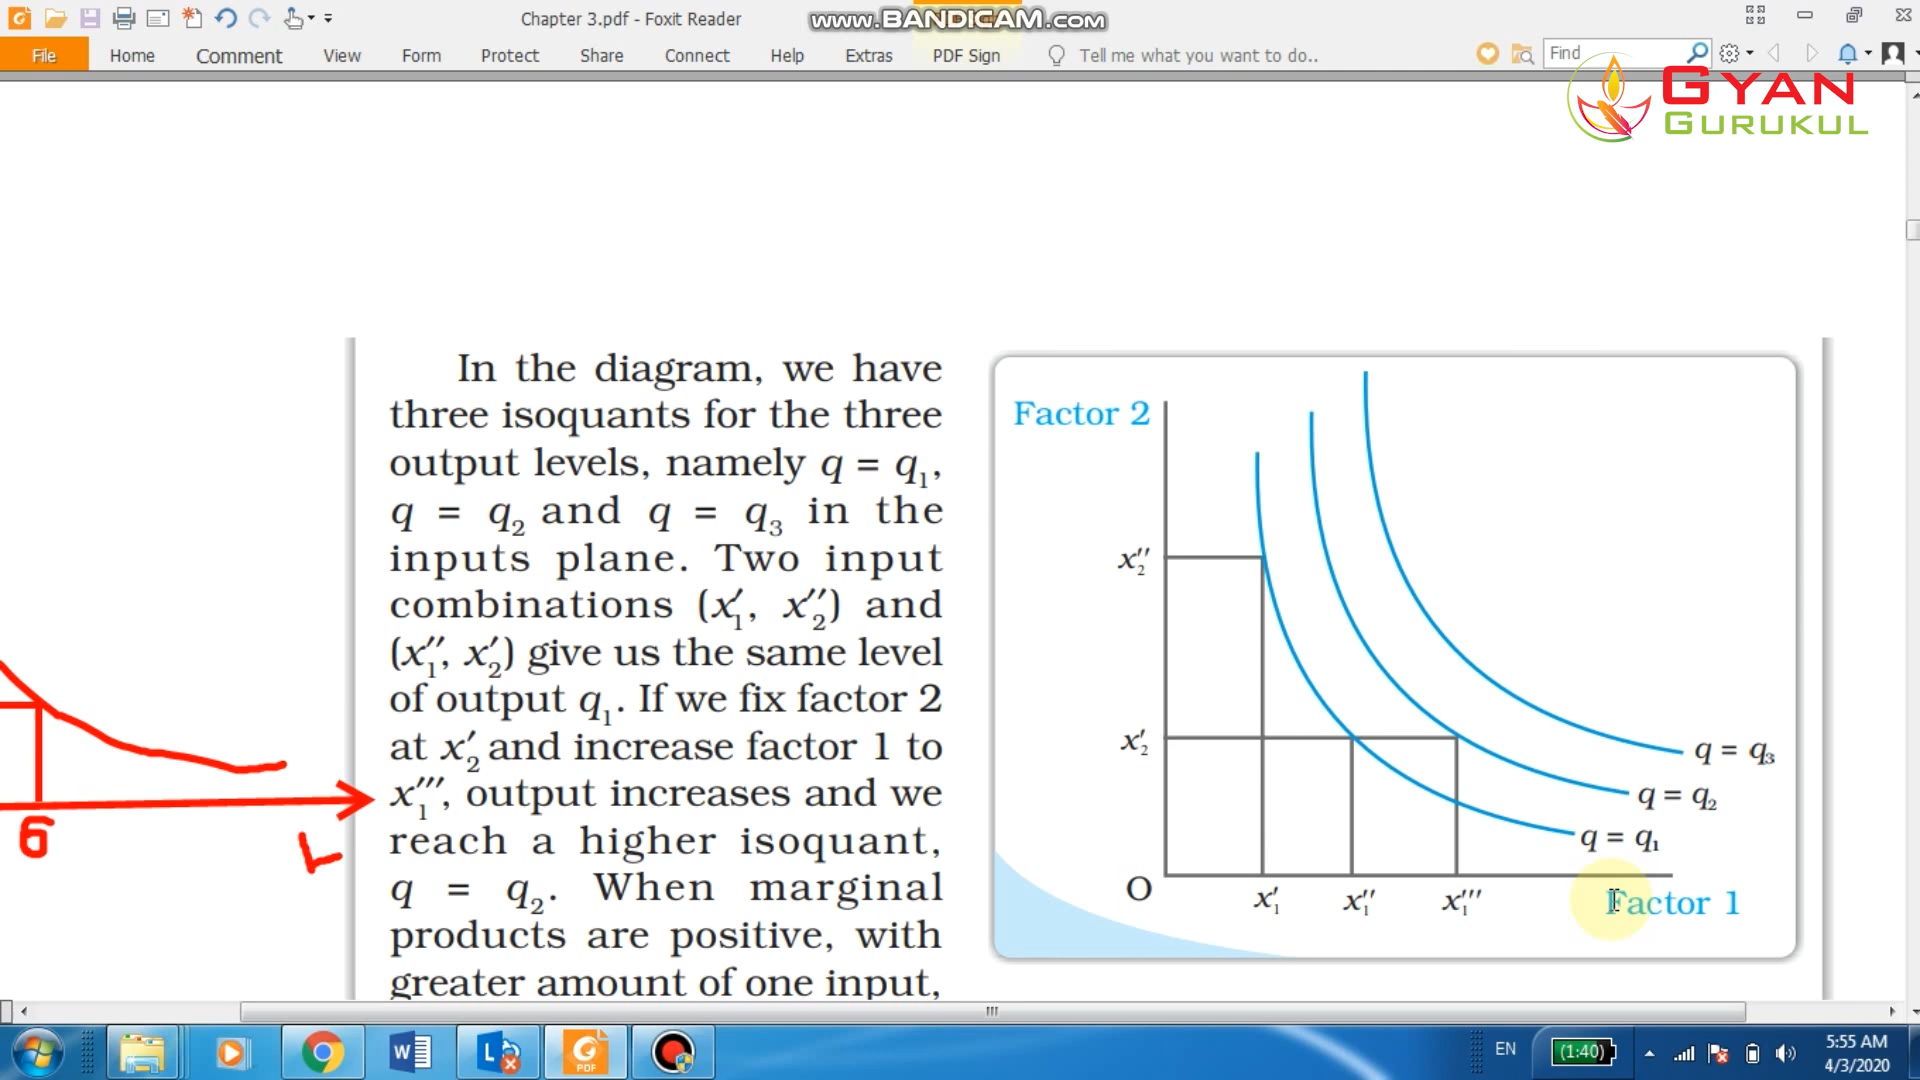 Chapter 3.pdf - Foxit Reader
www.BANDICAM.com
File Home Comment View Form Protect Share Connect Help Extras PDF Sign Tell me what you want to do.. Find
GYAN
GURUKUL
In the diagram, we have
three isoquants for the three
output levels, namely q = q₁,
q = q₂ and q = q₃ in the
inputs plane. Two input
combinations (x₁′, x₂″) and
(x₁″, x₂′) give us the same level
of output q₁. If we fix factor 2
at x₂′ and increase factor 1 to
x₁‴, output increases and we
reach a higher isoquant,
q = q₂. When marginal
products are positive, with
greater amount of one input,
Factor 2
x₂″
x₂′
q = q₃
q = q₂
q = q₁
O
x₁′ x₁″ x₁‴
Factor 1
6
L
EN
(1:40)
5:55 AM
4/3/2020